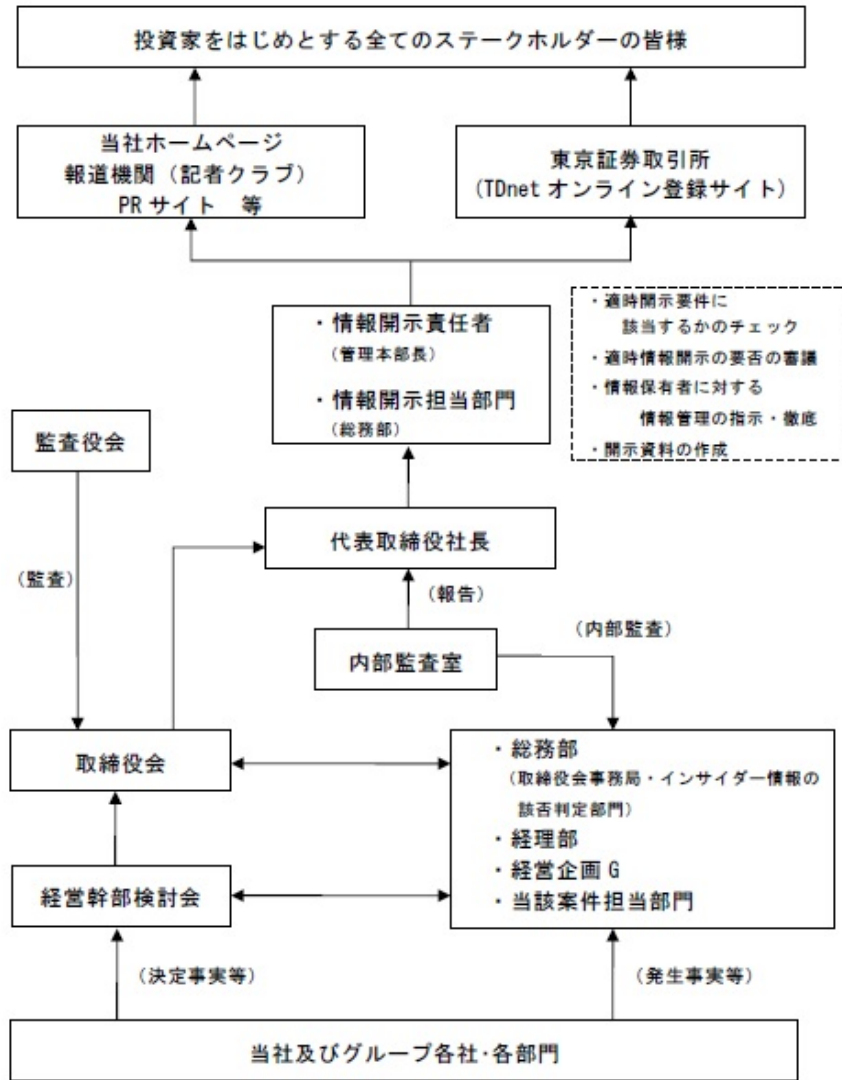 投資家をはじめとする全てのステークホルダーの皆様
当社ホームページ
報道機関（記者クラブ）
PRサイト　等
東京証券取引所
(TDnetオンライン登録サイト)
・情報開示責任者
(管理本部長)
・情報開示担当部門
(総務部)
・適時開示要件に
該当するかのチェック
・適時情報開示の要否の審議
・情報保有者に対する
情報管理の指示・徹底
・開示資料の作成
監査役会
代表取締役社長
(監査)
(報告)
(内部監査)
内部監査室
取締役会
・総務部
(取締役会事務局・インサイダー情報の
該否判定部門)
・経理部
・経営企画G
・当該案件担当部門
経営幹部検討会
(決定事実等)
(発生事実等)
当社及びグループ各社・各部門